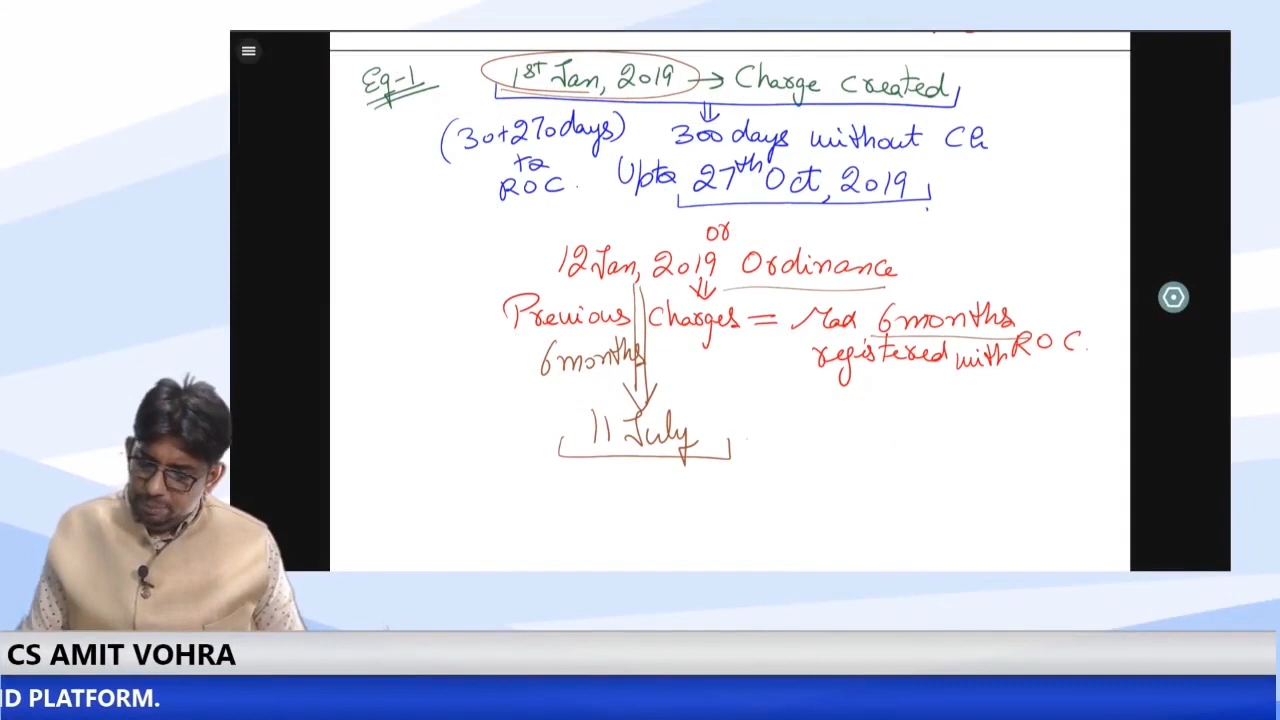 Eg-1 1st Jan, 2019 → Charge created
(30+270 days) 300 days without CG
to
ROC. Upto 27th Oct, 2019
or
12 Jan, 2019 Ordinance
Previous Charges = Max 6 months
registered with ROC.
6 months
11 July
CS AMIT VOHRA
ND PLATFORM.